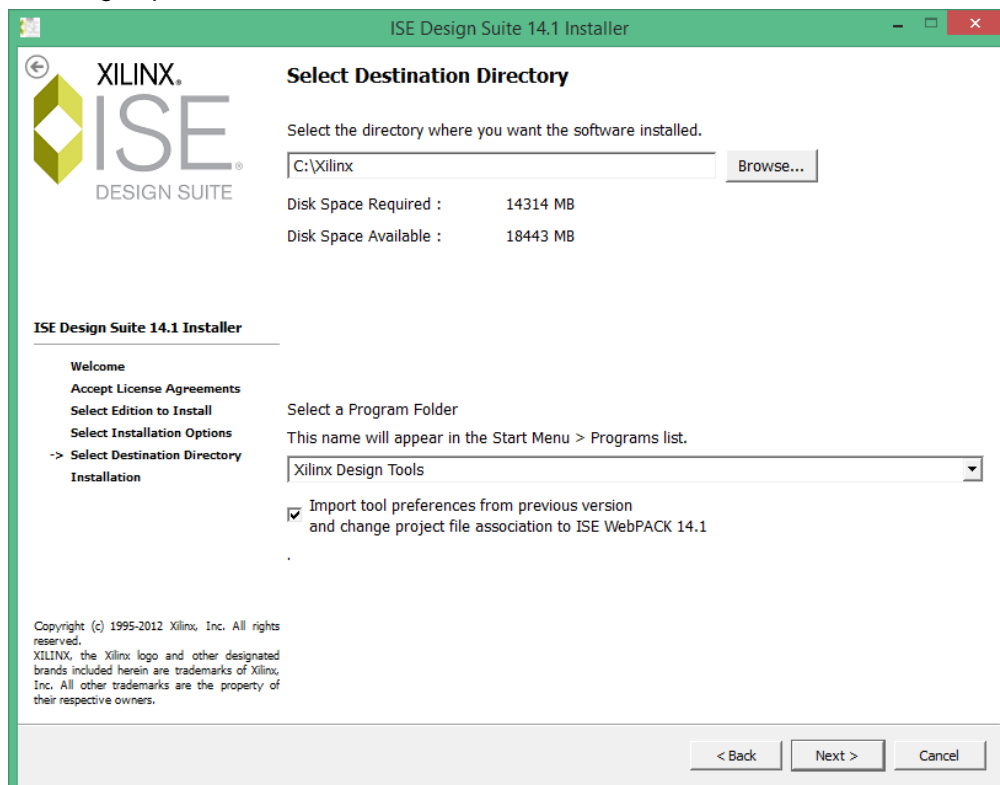 ISE Design Suite 14.1 Installer
XILINX®
ISE®
DESIGN SUITE
Select Destination Directory
Select the directory where you want the software installed.
C:\Xilinx
Browse...
Disk Space Required : 14314 MB
Disk Space Available : 18443 MB
ISE Design Suite 14.1 Installer
Welcome
Accept License Agreements
Select Edition to Install
Select Installation Options
-> Select Destination Directory
Installation
Select a Program Folder
This name will appear in the Start Menu > Programs list.
Xilinx Design Tools
Import tool preferences from previous version
and change project file association to ISE WebPACK 14.1
.
Copyright (c) 1995-2012 Xilinx, Inc. All rights
reserved.
XILINX, the Xilinx logo and other designated
brands included herein are trademarks of Xilinx,
Inc. All other trademarks are the property of
their respective owners.
< Back
Next >
Cancel